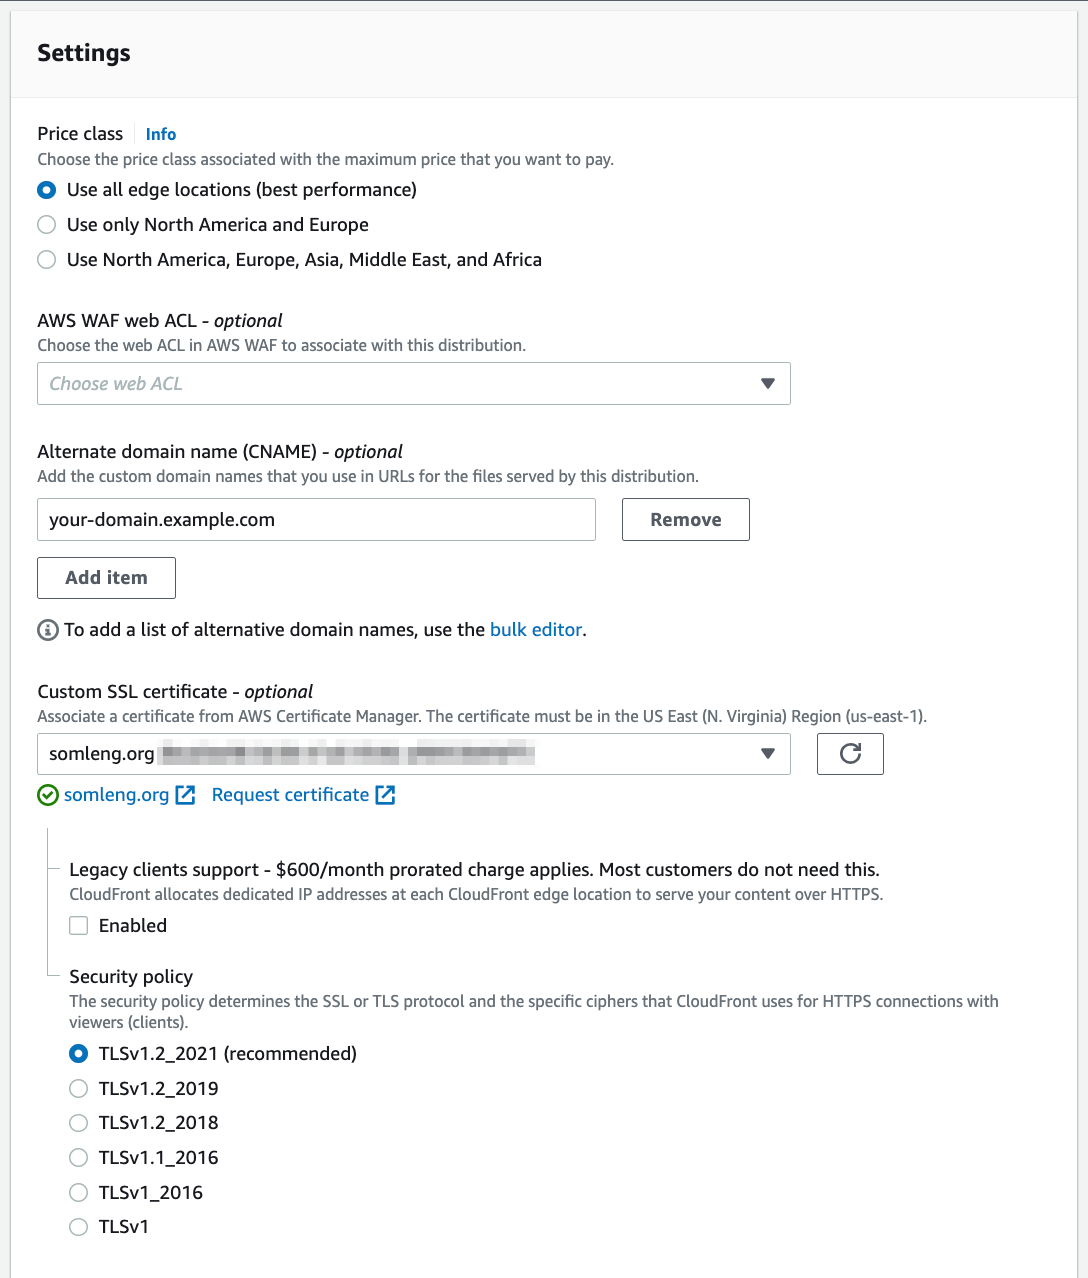 Settings
Price class Info
Choose the price class associated with the maximum price that you want to pay.
Use all edge locations (best performance)
Use only North America and Europe
Use North America, Europe, Asia, Middle East, and Africa
AWS WAF web ACL - optional
Choose the web ACL in AWS WAF to associate with this distribution.
Choose web ACL
Alternate domain name (CNAME) - optional
Add the custom domain names that you use in URLs for the files served by this distribution.
your-domain.example.com Remove
Add item
To add a list of alternative domain names, use the bulk editor.
Custom SSL certificate - optional
Associate a certificate from AWS Certificate Manager. The certificate must be in the US East (N. Virginia) Region (us-east-1).
somleng.org
somleng.org Request certificate
Legacy clients support - $600/month prorated charge applies. Most customers do not need this.
CloudFront allocates dedicated IP addresses at each CloudFront edge location to serve your content over HTTPS.
Enabled
Security policy
The security policy determines the SSL or TLS protocol and the specific ciphers that CloudFront uses for HTTPS connections with
viewers (clients).
TLSv1.2_2021 (recommended)
TLSv1.2_2019
TLSv1.2_2018
TLSv1.1_2016
TLSv1_2016
TLSv1